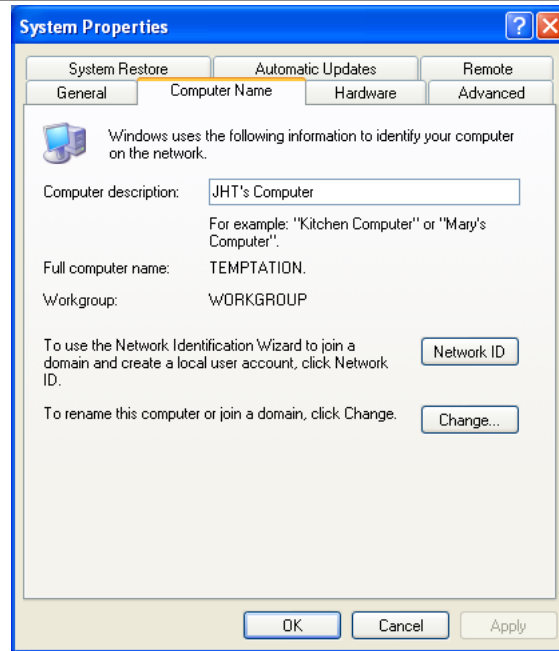 System Properties
System Restore Automatic Updates Remote
General Computer Name Hardware Advanced
Windows uses the following information to identify your computer
on the network.
Computer description: JHT's Computer
For example: "Kitchen Computer" or "Mary's
Computer".
Full computer name: TEMPTATION.
Workgroup: WORKGROUP
To use the Network Identification Wizard to join a
domain and create a local user account, click Network
ID.
Network ID
To rename this computer or join a domain, click Change.
Change...
OK Cancel Apply